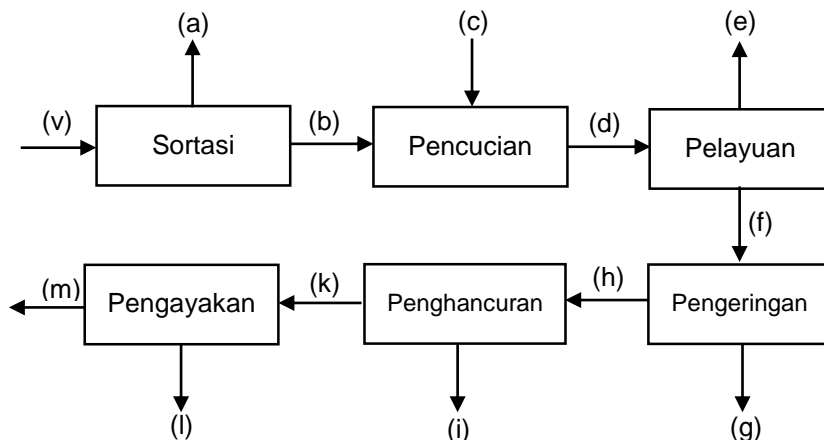 (a)
(c)
(e)
(v)
Sortasi
(b)
Pencucian
(d)
Pelayuan
(f)
(m)
Pengayakan
(k)
Penghancuran
(h)
Pengeringan
(l)
(i)
(g)